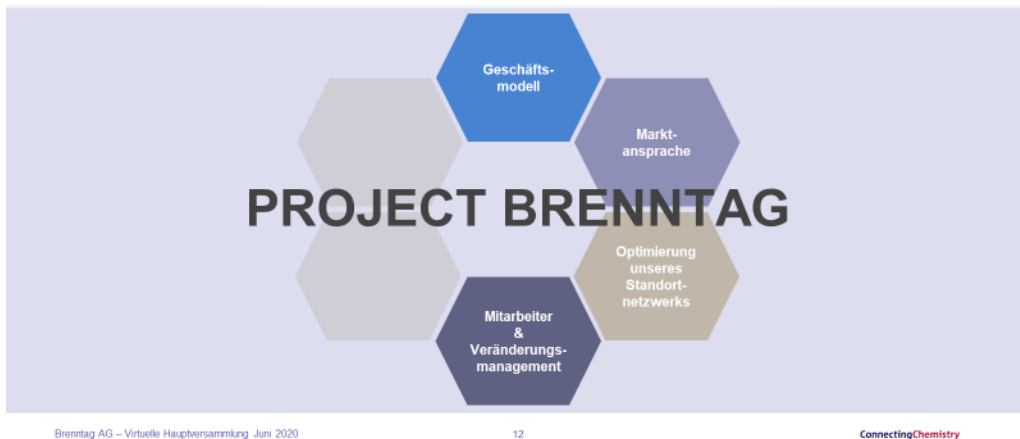 Geschäfts-
modell
Markt-
ansprache
PROJECT BRENNTAG
Optimierung
unseres
Standort-
netzwerks
Mitarbeiter
&
Veränderungs-
management
Brenntag AG – Virtuelle Hauptversammlung Juni 2020
12
ConnectingChemistry